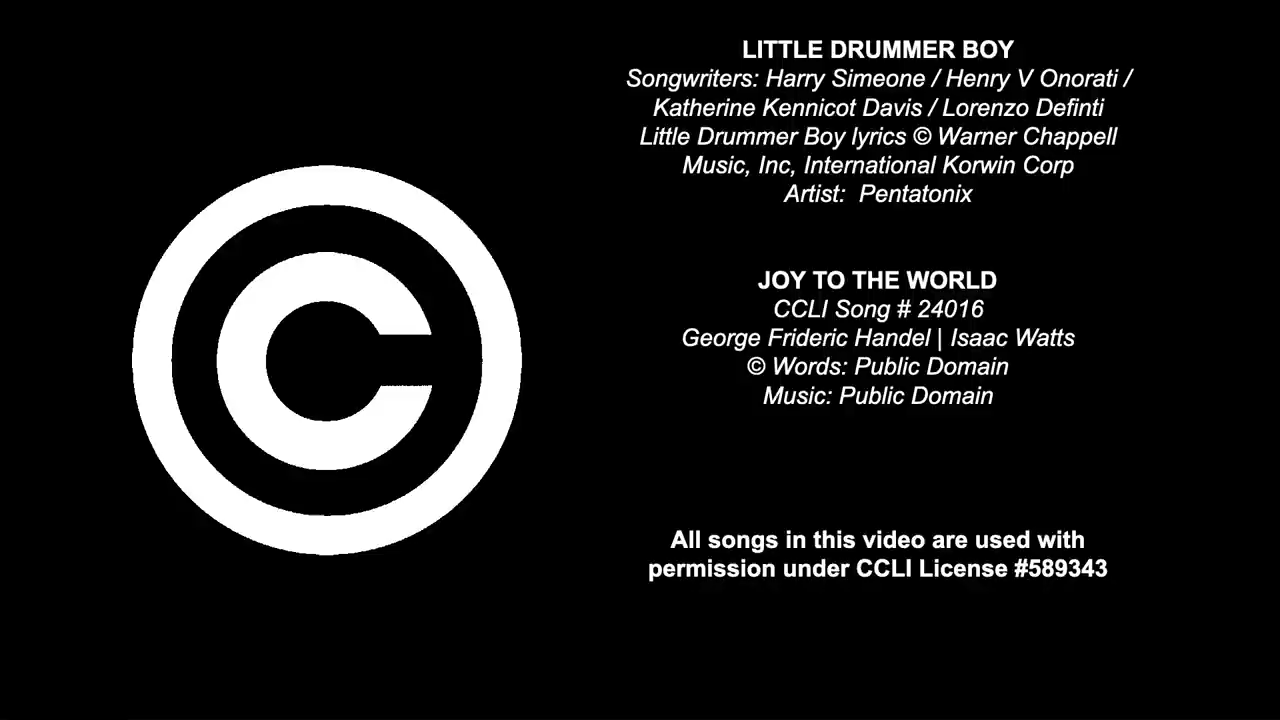 LITTLE DRUMMER BOY
Songwriters: Harry Simeone / Henry V Onorati /
Katherine Kennicot Davis / Lorenzo Definti
Little Drummer Boy lyrics © Warner Chappell
Music, Inc, International Korwin Corp
Artist:  Pentatonix
JOY TO THE WORLD
CCLI Song # 24016
George Frideric Handel | Isaac Watts
© Words: Public Domain
Music: Public Domain
All songs in this video are used with
permission under CCLI License #589343
©